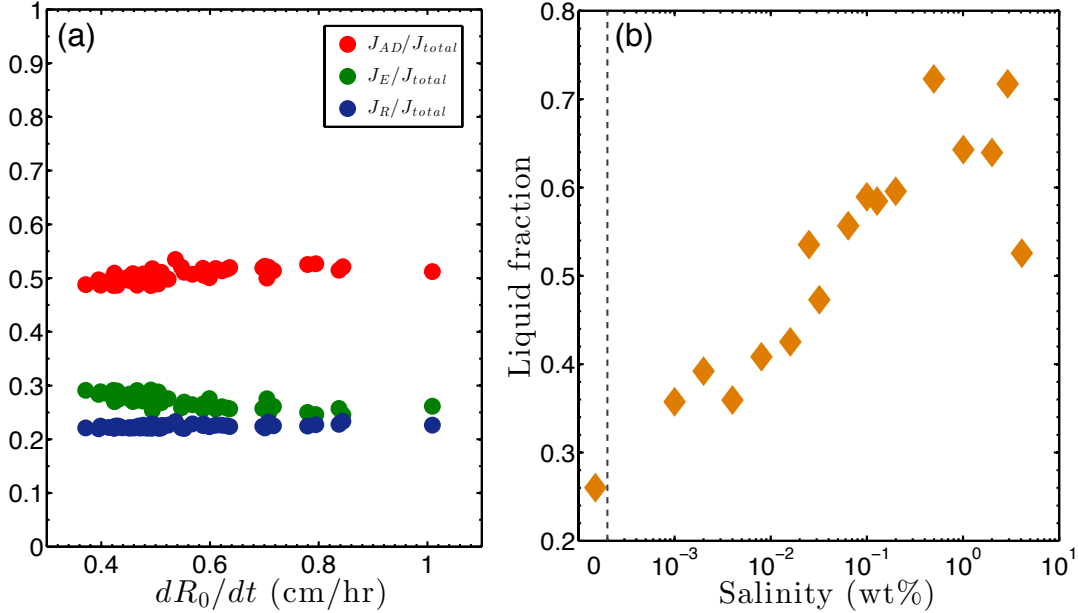 (a)
J_{AD}/J_{total}
J_E/J_{total}
J_R/J_{total}
1
0.9
0.8
0.7
0.6
0.5
0.4
0.3
0.2
0.1
0
0.4 0.6 0.8 1
dR_0/dt (cm/hr)
(b)
Liquid fraction
0.8
0.7
0.6
0.5
0.4
0.3
0.2
0 10^{−3} 10^{−2} 10^{−1} 10^0 10^1
Salinity (wt%)